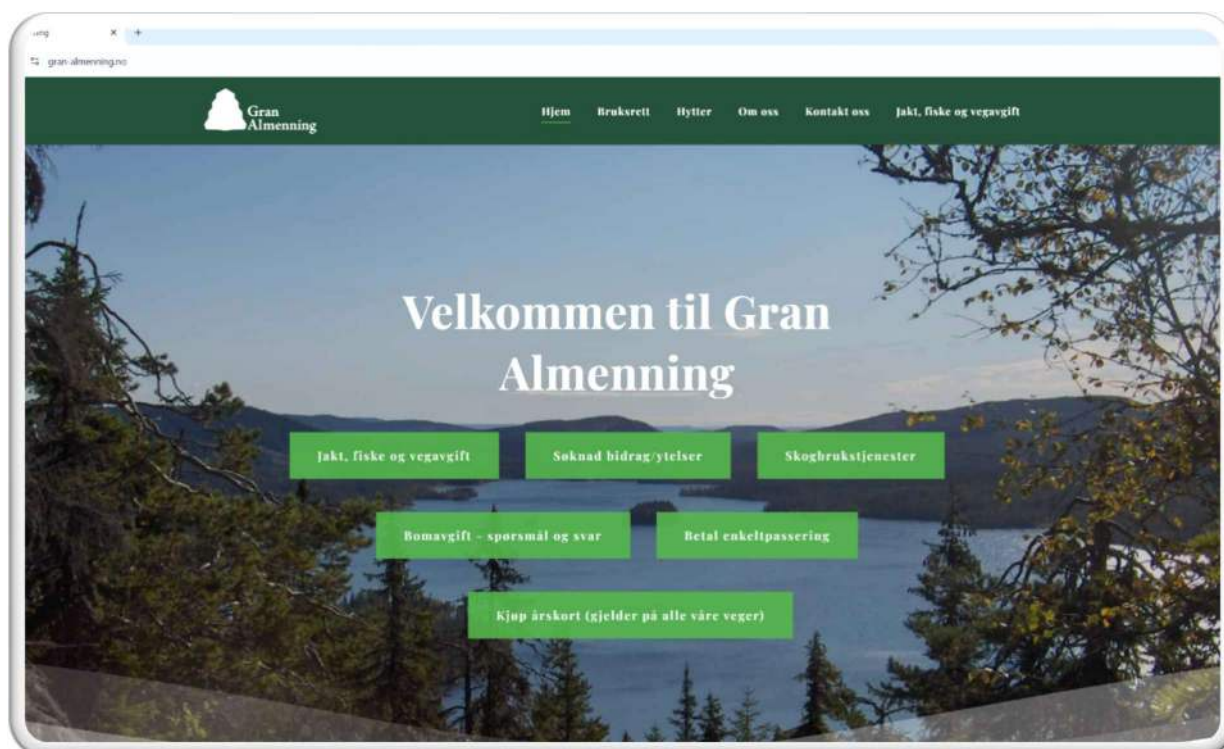 gran-almenning.no
Gran
Almenning
Hjem Bruksrett Hytter Om oss Kontakt oss Jakt, fiske og vegavgift
Velkommen til Gran
Almenning
Jakt, fiske og vegavgift Søknad bidrag/ytelser Skogbrukstjenester
Bomavgift - spørsmål og svar Betal enkeltpassering
Kjøp årskort (gjelder på alle våre veger)